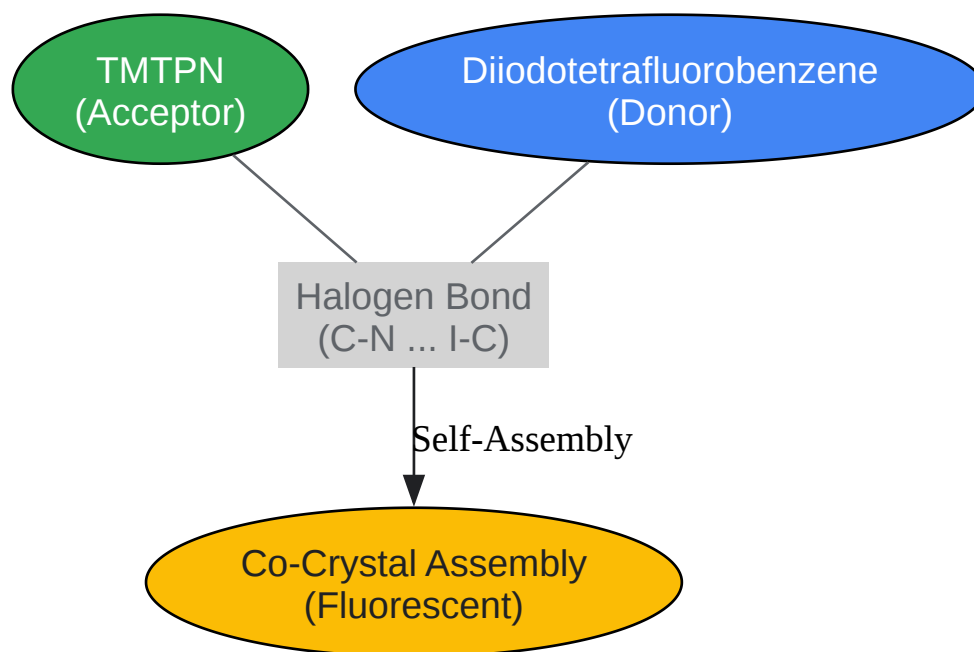 TMTPN
(Acceptor)
Diiodotetrafluorobenzene
(Donor)
Halogen Bond
(C-N ... I-C)
Self-Assembly
Co-Crystal Assembly
(Fluorescent)